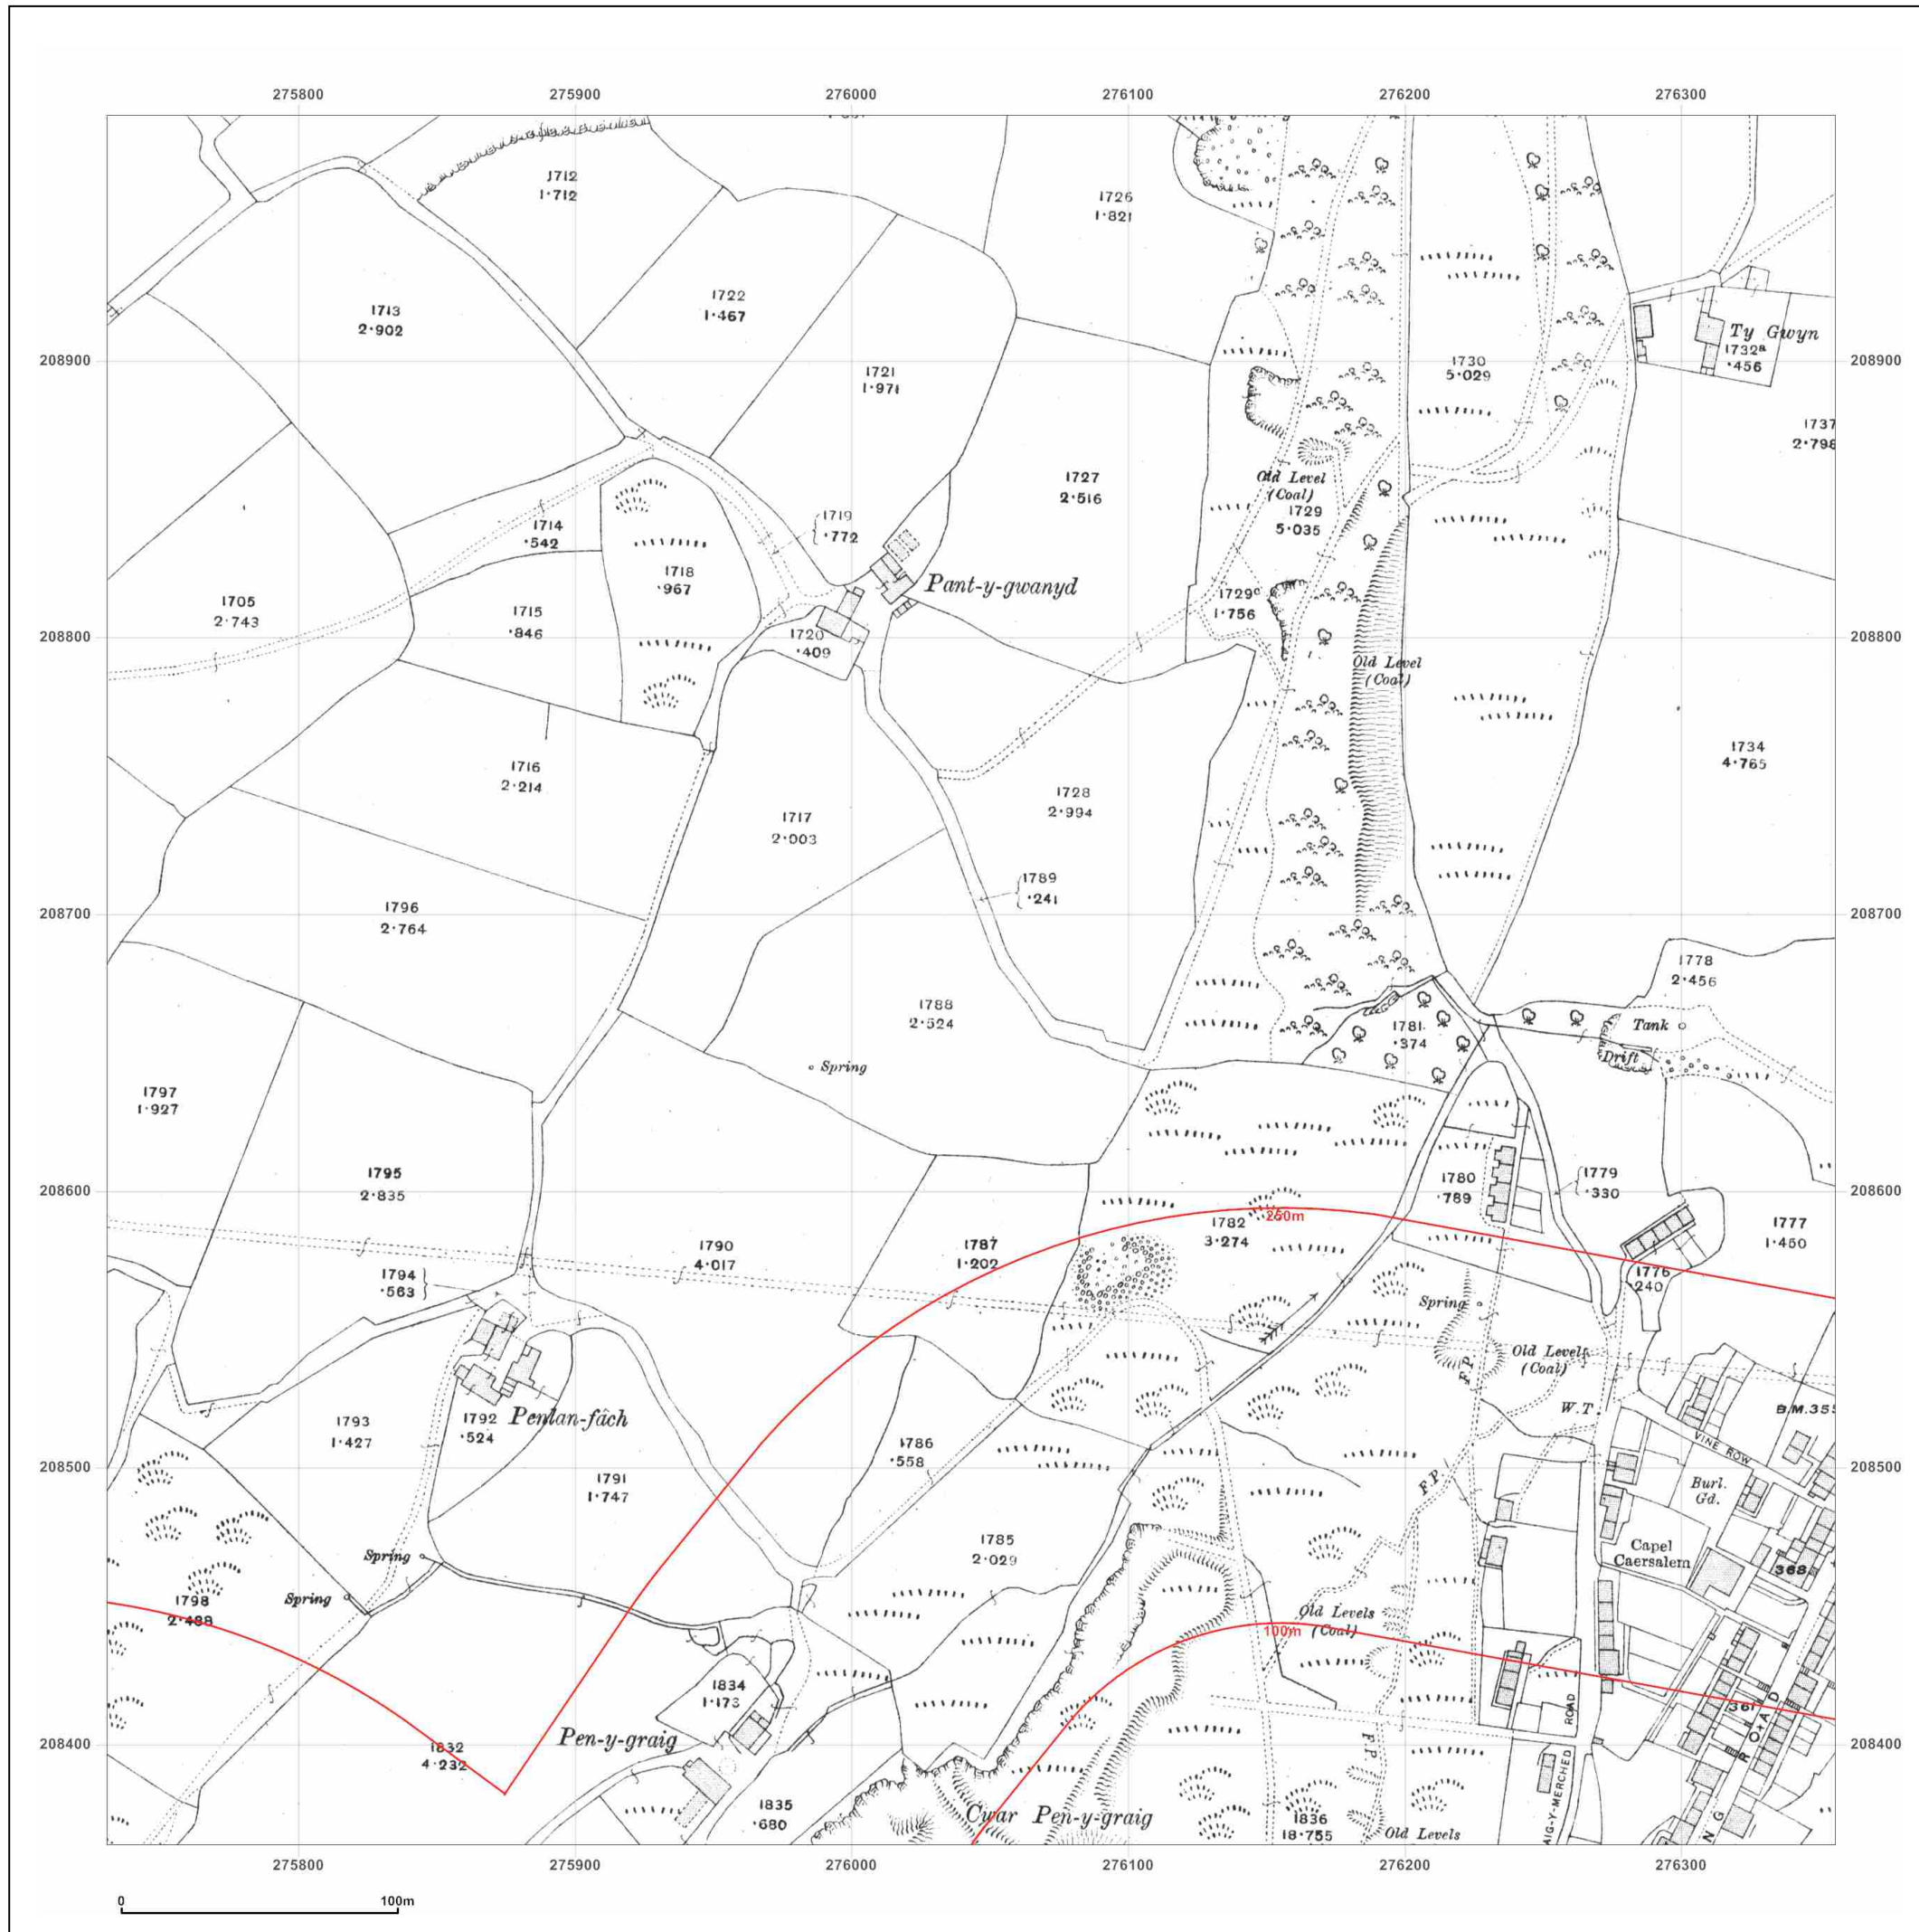 275800 275900 276000 276100 276200 276300
1712
1·712
1726
1·821
1713
2·902
1722
1·467
Ty Gwyn
1732a
·456
208900
208900
1721
1·971
1730
5·029
1737
2·798
1727
2·516
Old Level
(Coal)
1729
5·035
1714
·542
1719
·772
1718
·967
Pant-y-gwanyd
1729c
1·756
1705
2·743
1715
·846
208800
208800
1720
·409
Old Level
(Coal)
1716
2·214
1734
4·765
1728
2·994
1717
2·003
1789
·241
208700
208700
1796
2·764
1778
2·456
1788
2·524
Tank
1781
·374
Drift
Spring
1797
1·927
1795
2·835
1780
·789
1779
·330
208600
208600
250m
1782
3·274
1777
1·450
1790
4·017
1787
1·202
1794
·563
1776
·240
Spring
Old Levels
(Coal)
F.P.
W.T.
B.M.355
1793
1·427
1792
·524
Penlan-fâch
VINE ROW
1786
·558
208500
208500
1791
1·747
F.P.
Burl.
Gd.
1785
2·029
Capel
Caersalem
Spring
368
Spring
1798
2·488
Old Levels
(Coal)
100m
1834
1·173
361
ROAD
ROAD
Pen-y-graig
208400
208400
1832
4·232
F.P.
AIG-Y-MERCHED
1835
·680
Cwar Pen-y-graig
1836
18·755
Old Levels
NG
275800 275900 276000 276100 276200 276300
0 100m